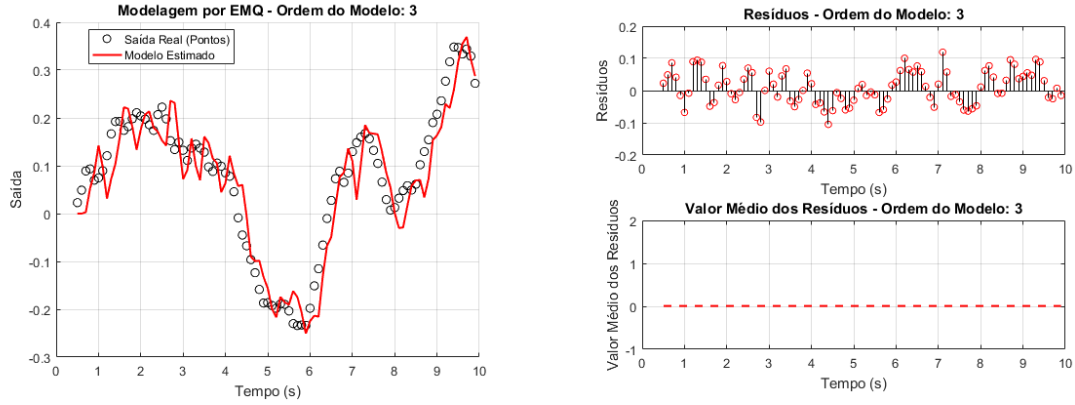 Modelagem por EMQ - Ordem do Modelo: 3
0.4
0.3
0.2
0.1
0
-0.1
-0.2
-0.3
Saída
Saída Real (Pontos)
Modelo Estimado
0 1 2 3 4 5 6 7 8 9 10
Tempo (s)
Resíduos - Ordem do Modelo: 3
0.2
0.1
0
-0.1
-0.2
Resíduos
0 1 2 3 4 5 6 7 8 9 10
Tempo (s)
Valor Médio dos Resíduos - Ordem do Modelo: 3
2
1
0
-1
Valor Médio dos Resíduos
0 1 2 3 4 5 6 7 8 9 10
Tempo (s)